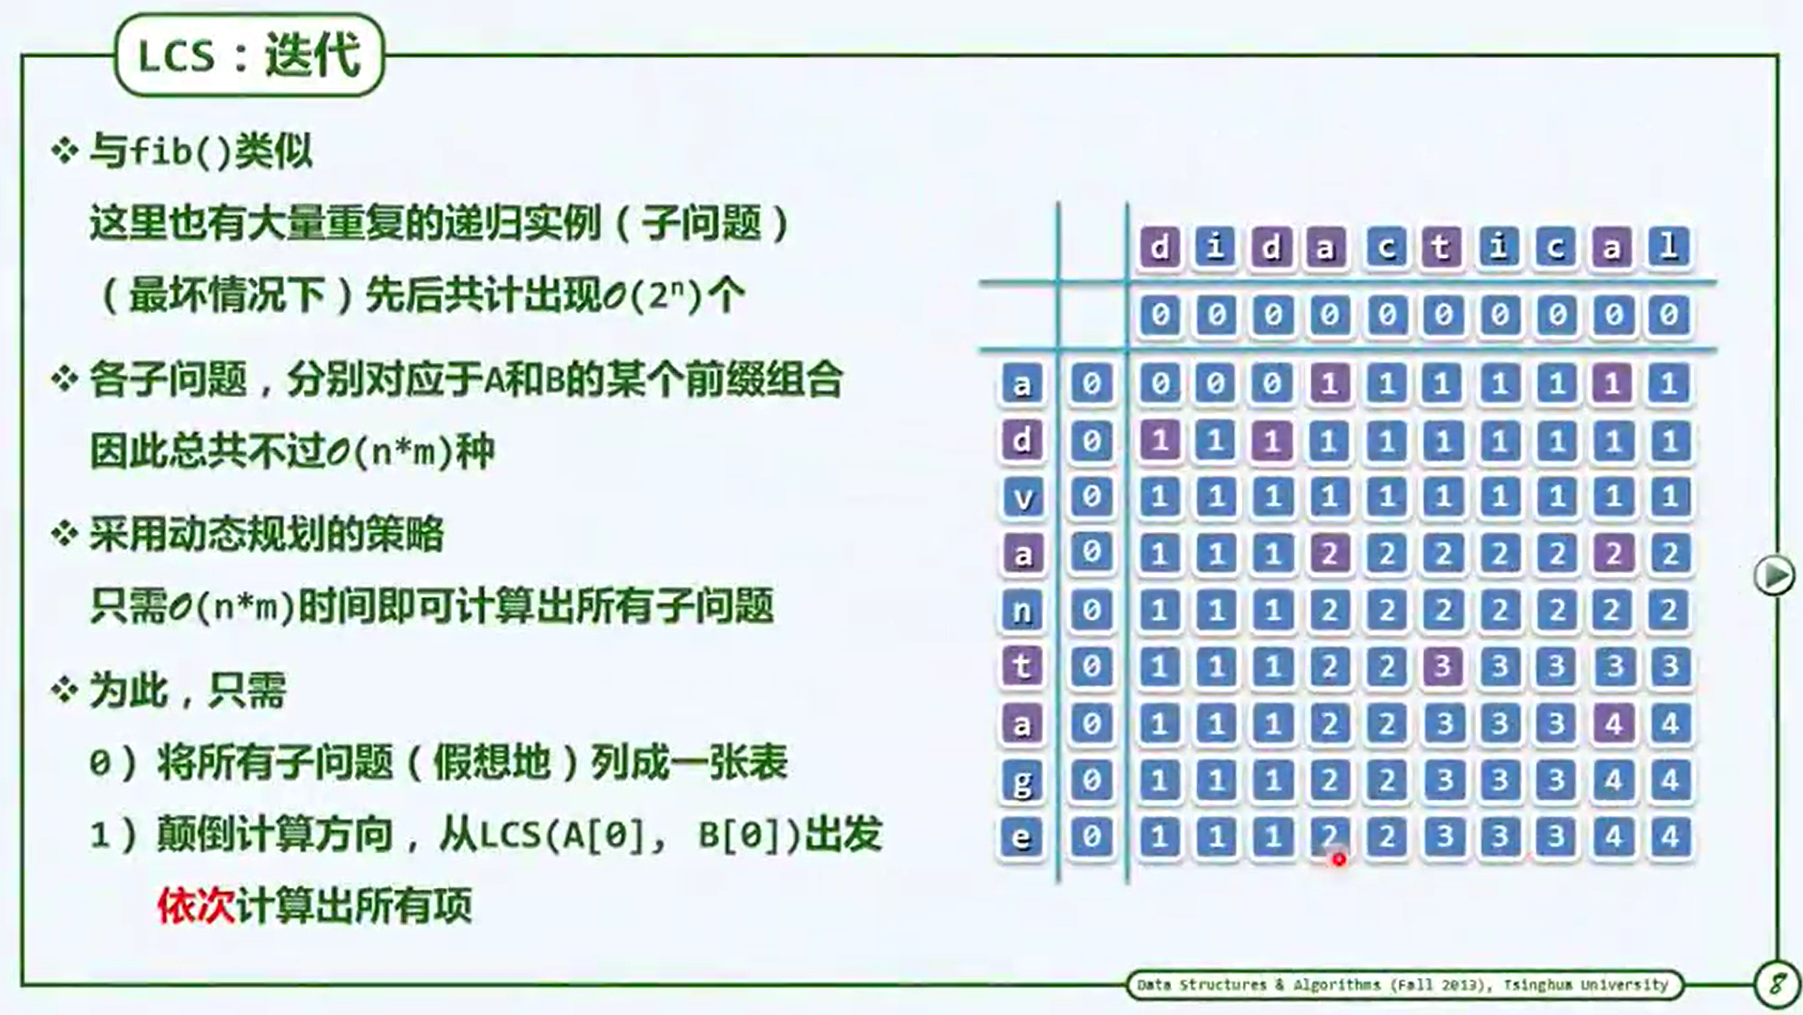 LCS：迭代
与fib()类似
这里也有大量重复的递归实例（子问题）
（最坏情况下）先后共计出现O(2ⁿ)个
各子问题，分别对应于A和B的某个前缀组合
因此总共不过O(n*m)种
采用动态规划的策略
只需O(n*m)时间即可计算出所有子问题
为此，只需
0）将所有子问题（假想地）列成一张表
1）颠倒计算方向，从LCS(A[0], B[0])出发
依次计算出所有项
d i d a c t i c a l
0 0 0 0 0 0 0 0 0 0
a 0 0 0 0 1 1 1 1 1 1 1
d 0 1 1 1 1 1 1 1 1 1 1
v 0 1 1 1 1 1 1 1 1 1 1
a 0 1 1 1 2 2 2 2 2 2 2
n 0 1 1 1 2 2 2 2 2 2 2
t 0 1 1 1 2 2 3 3 3 3 3
a 0 1 1 1 2 2 3 3 3 4 4
g 0 1 1 1 2 2 3 3 3 4 4
e 0 1 1 1 2 2 3 3 3 4 4
Data Structures & Algorithms (Fall 2013), Tsinghua University
8